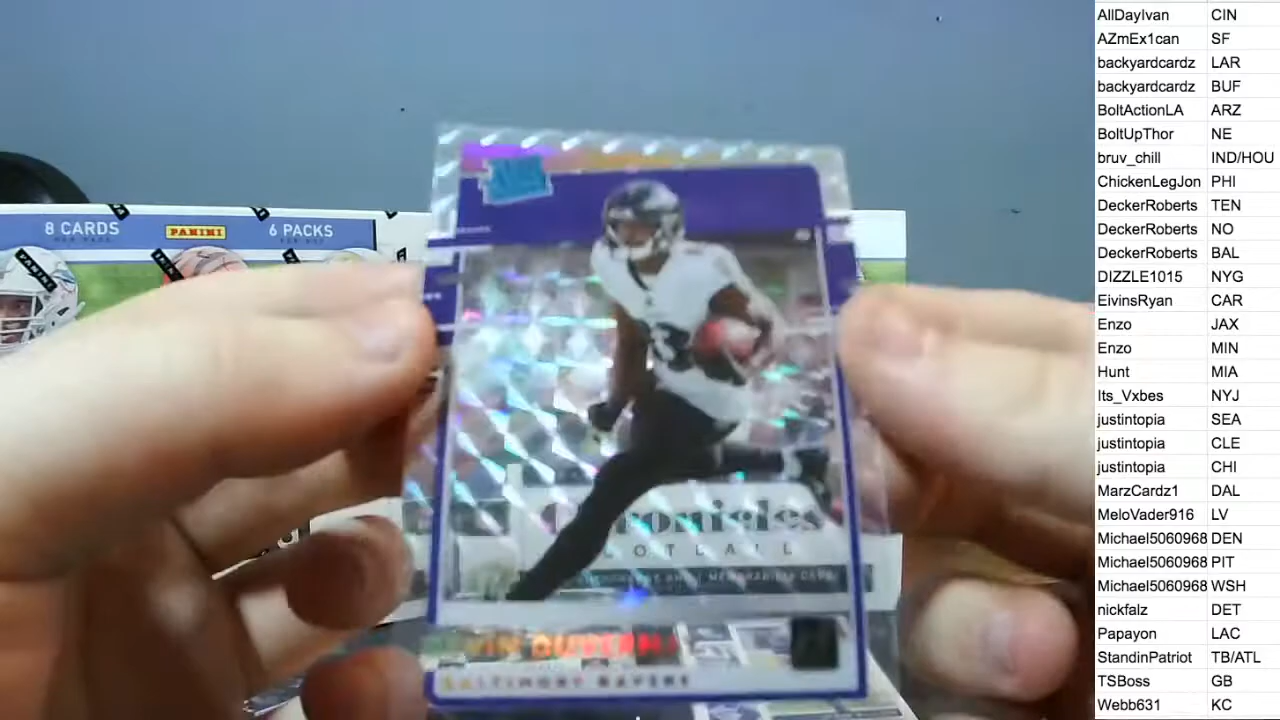 AllDayIvan CIN
AZmEx1can SF
backyardcardz LAR
backyardcardz BUF
BoltActionLA ARZ
BoltUpThor NE
bruv_chill IND/HOU
ChickenLegJon PHI
DeckerRoberts TEN
DeckerRoberts NO
DeckerRoberts BAL
DIZZLE1015 NYG
EivinsRyan CAR
Enzo JAX
Enzo MIN
Hunt MIA
Its_Vxbes NYJ
justintopia SEA
justintopia CLE
justintopia CHI
MarzCardz1 DAL
MeloVader916 LV
Michael5060968 DEN
Michael5060968 PIT
Michael5060968 WSH
nickfalz DET
Papayon LAC
StandinPatriot TB/ATL
TSBoss GB
Webb631 KC
8 CARDS PANINI 6 PACKS
PANINI
Chronicles
BALTIMORE RAVENS